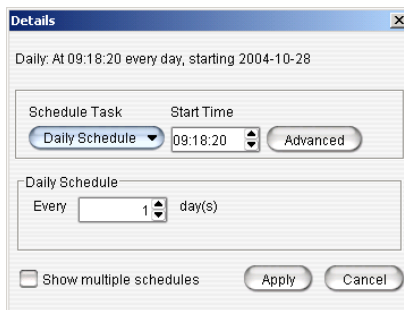 Details
Daily: At 09:18:20 every day, starting 2004-10-28
Schedule Task Start Time
Daily Schedule 09:18:20 Advanced
Daily Schedule
Every 1 day(s)
Show multiple schedules Apply Cancel